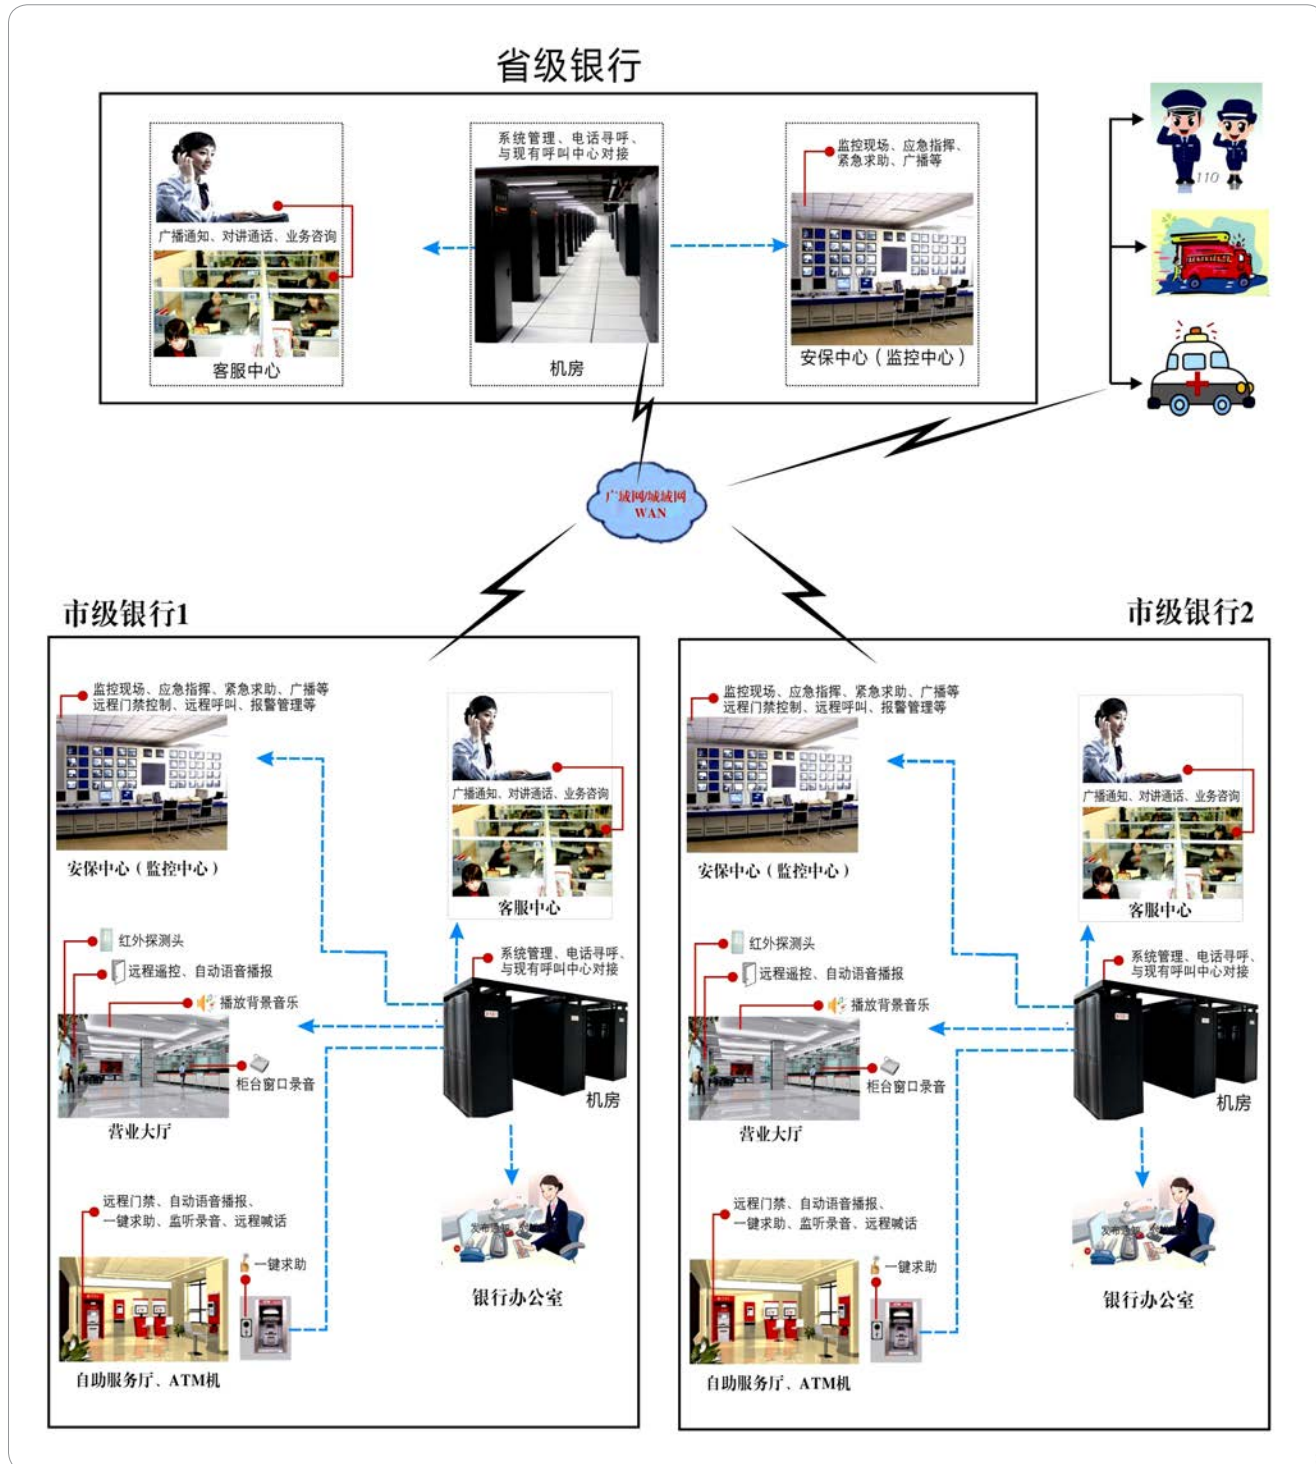 省级银行
系统管理、电话寻呼、
与现有呼叫中心对接
监控现场、应急指挥、
紧急求助、广播等
110
广播通知、对讲通话、业务咨询
客服中心
机房
安保中心（监控中心）
广域网/城域网
WAN
市级银行1
监控现场、应急指挥、紧急求助、广播等
远程门禁控制、远程呼叫、报警管理等
广播通知、对讲通话、业务咨询
安保中心（监控中心）
客服中心
红外探测头
系统管理、电话寻呼、
与现有呼叫中心对接
远程遥控、自动语音播报
播放背景音乐
柜台窗口录音
机房
营业大厅
远程门禁、自动语音播报、
一键求助、监听录音、远程喊话
发布通知
一键求助
银行办公室
自助服务厅、ATM机
市级银行2
监控现场、应急指挥、紧急求助、广播等
远程门禁控制、远程呼叫、报警管理等
广播通知、对讲通话、业务咨询
安保中心（监控中心）
客服中心
红外探测头
系统管理、电话寻呼、
与现有呼叫中心对接
远程遥控、自动语音播报
播放背景音乐
柜台窗口录音
机房
营业大厅
远程门禁、自动语音播报、
一键求助、监听录音、远程喊话
发布通知
一键求助
银行办公室
自助服务厅、ATM机